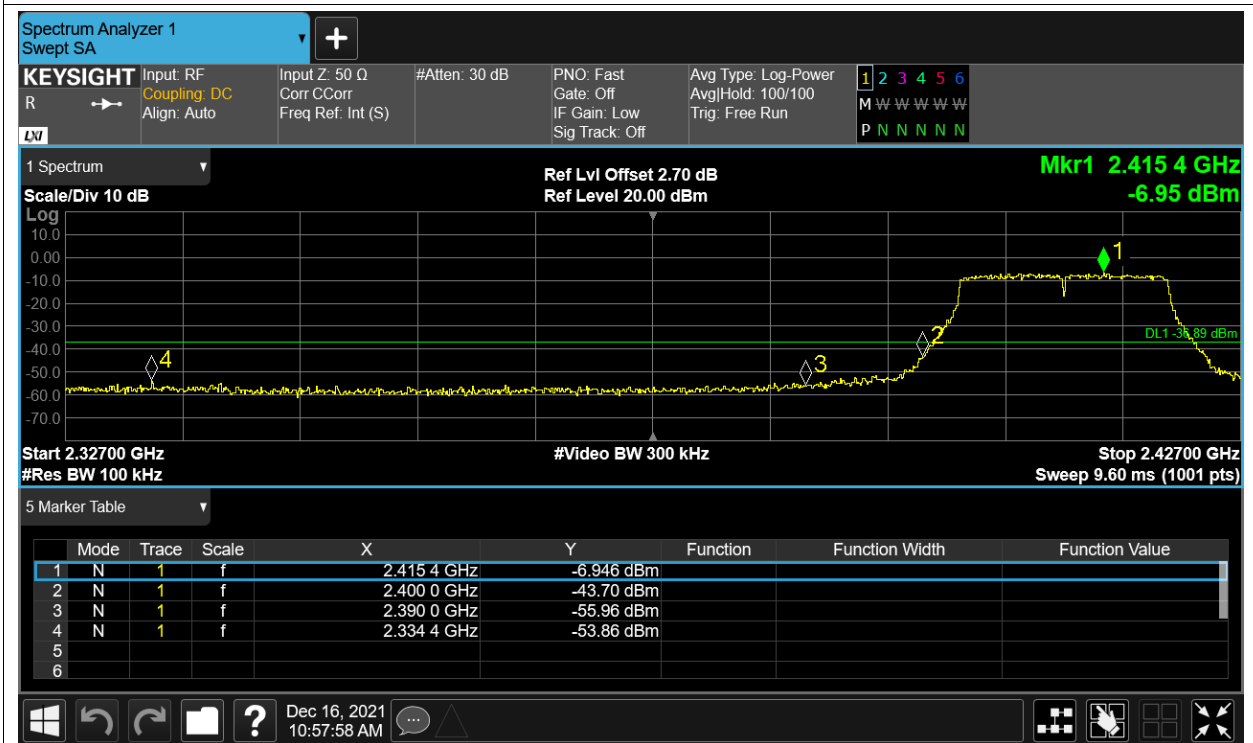 Spectrum Analyzer 1
Swept SA
KEYSIGHT
R
LXI
Input: RF
Coupling: DC
Align: Auto
Input Z: 50 Ω
Corr CCorr
Freq Ref: Int (S)
#Atten: 30 dB
PNO: Fast
Gate: Off
IF Gain: Low
Sig Track: Off
Avg Type: Log-Power
Avg|Hold: 100/100
Trig: Free Run
1 2 3 4 5 6
M W W W W W
P N N N N N
1 Spectrum
Scale/Div 10 dB
Ref Lvl Offset 2.70 dB
Ref Level 20.00 dBm
Mkr1 2.415 4 GHz
-6.95 dBm
Log
10.0
0.00
-10.0
-20.0
-30.0
-40.0
-50.0
-60.0
-70.0
1
2
3
4
DL1 -36.89 dBm
Start 2.32700 GHz
#Video BW 300 kHz
Stop 2.42700 GHz
#Res BW 100 kHz
Sweep 9.60 ms (1001 pts)
5 Marker Table
Mode Trace Scale X Y Function Function Width Function Value
1 N 1 f 2.415 4 GHz -6.946 dBm
2 N 1 f 2.400 0 GHz -43.70 dBm
3 N 1 f 2.390 0 GHz -55.96 dBm
4 N 1 f 2.334 4 GHz -53.86 dBm
5
6
?
Dec 16, 2021
10:57:58 AM